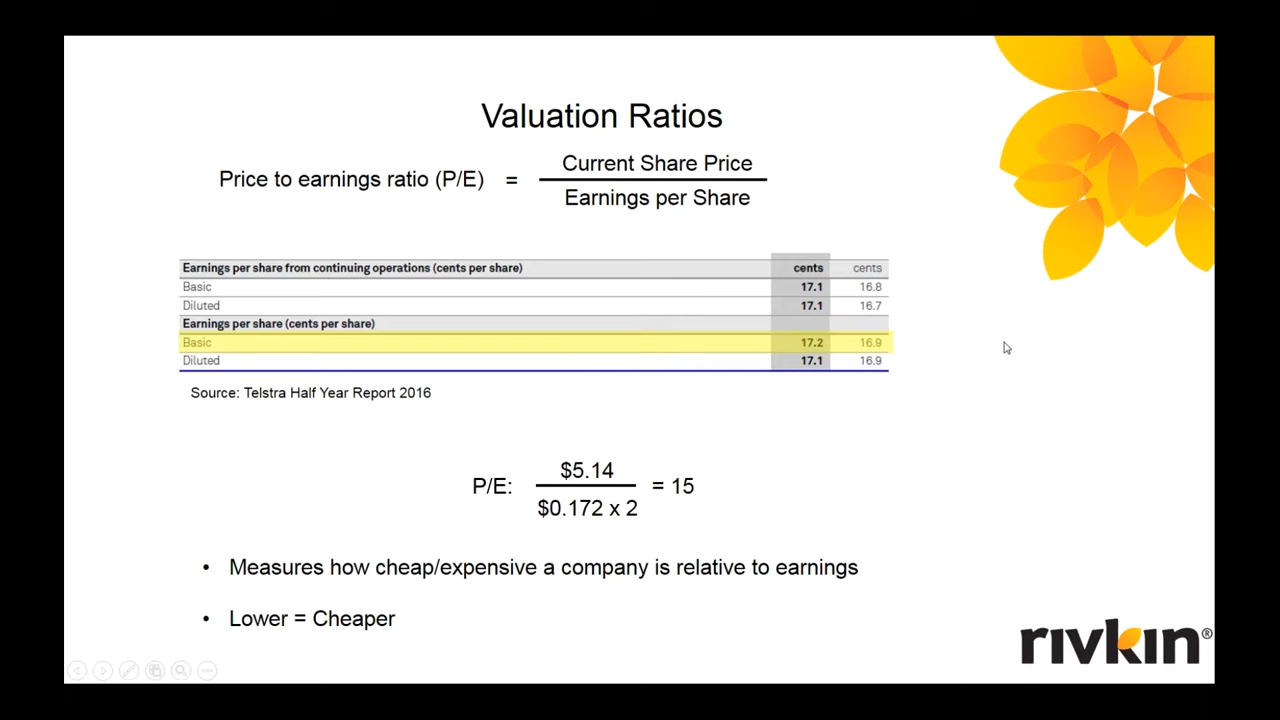 Valuation Ratios
Price to earnings ratio (P/E) = Current Share Price
Earnings per Share
Earnings per share from continuing operations (cents per share) cents cents
Basic 17.1 16.8
Diluted 17.1 16.7
Earnings per share (cents per share)
Basic 17.2 16.9
Diluted 17.1 16.9
Source: Telstra Half Year Report 2016
P/E: $5.14 = 15
$0.172 x 2
• Measures how cheap/expensive a company is relative to earnings
• Lower = Cheaper
rivkin®